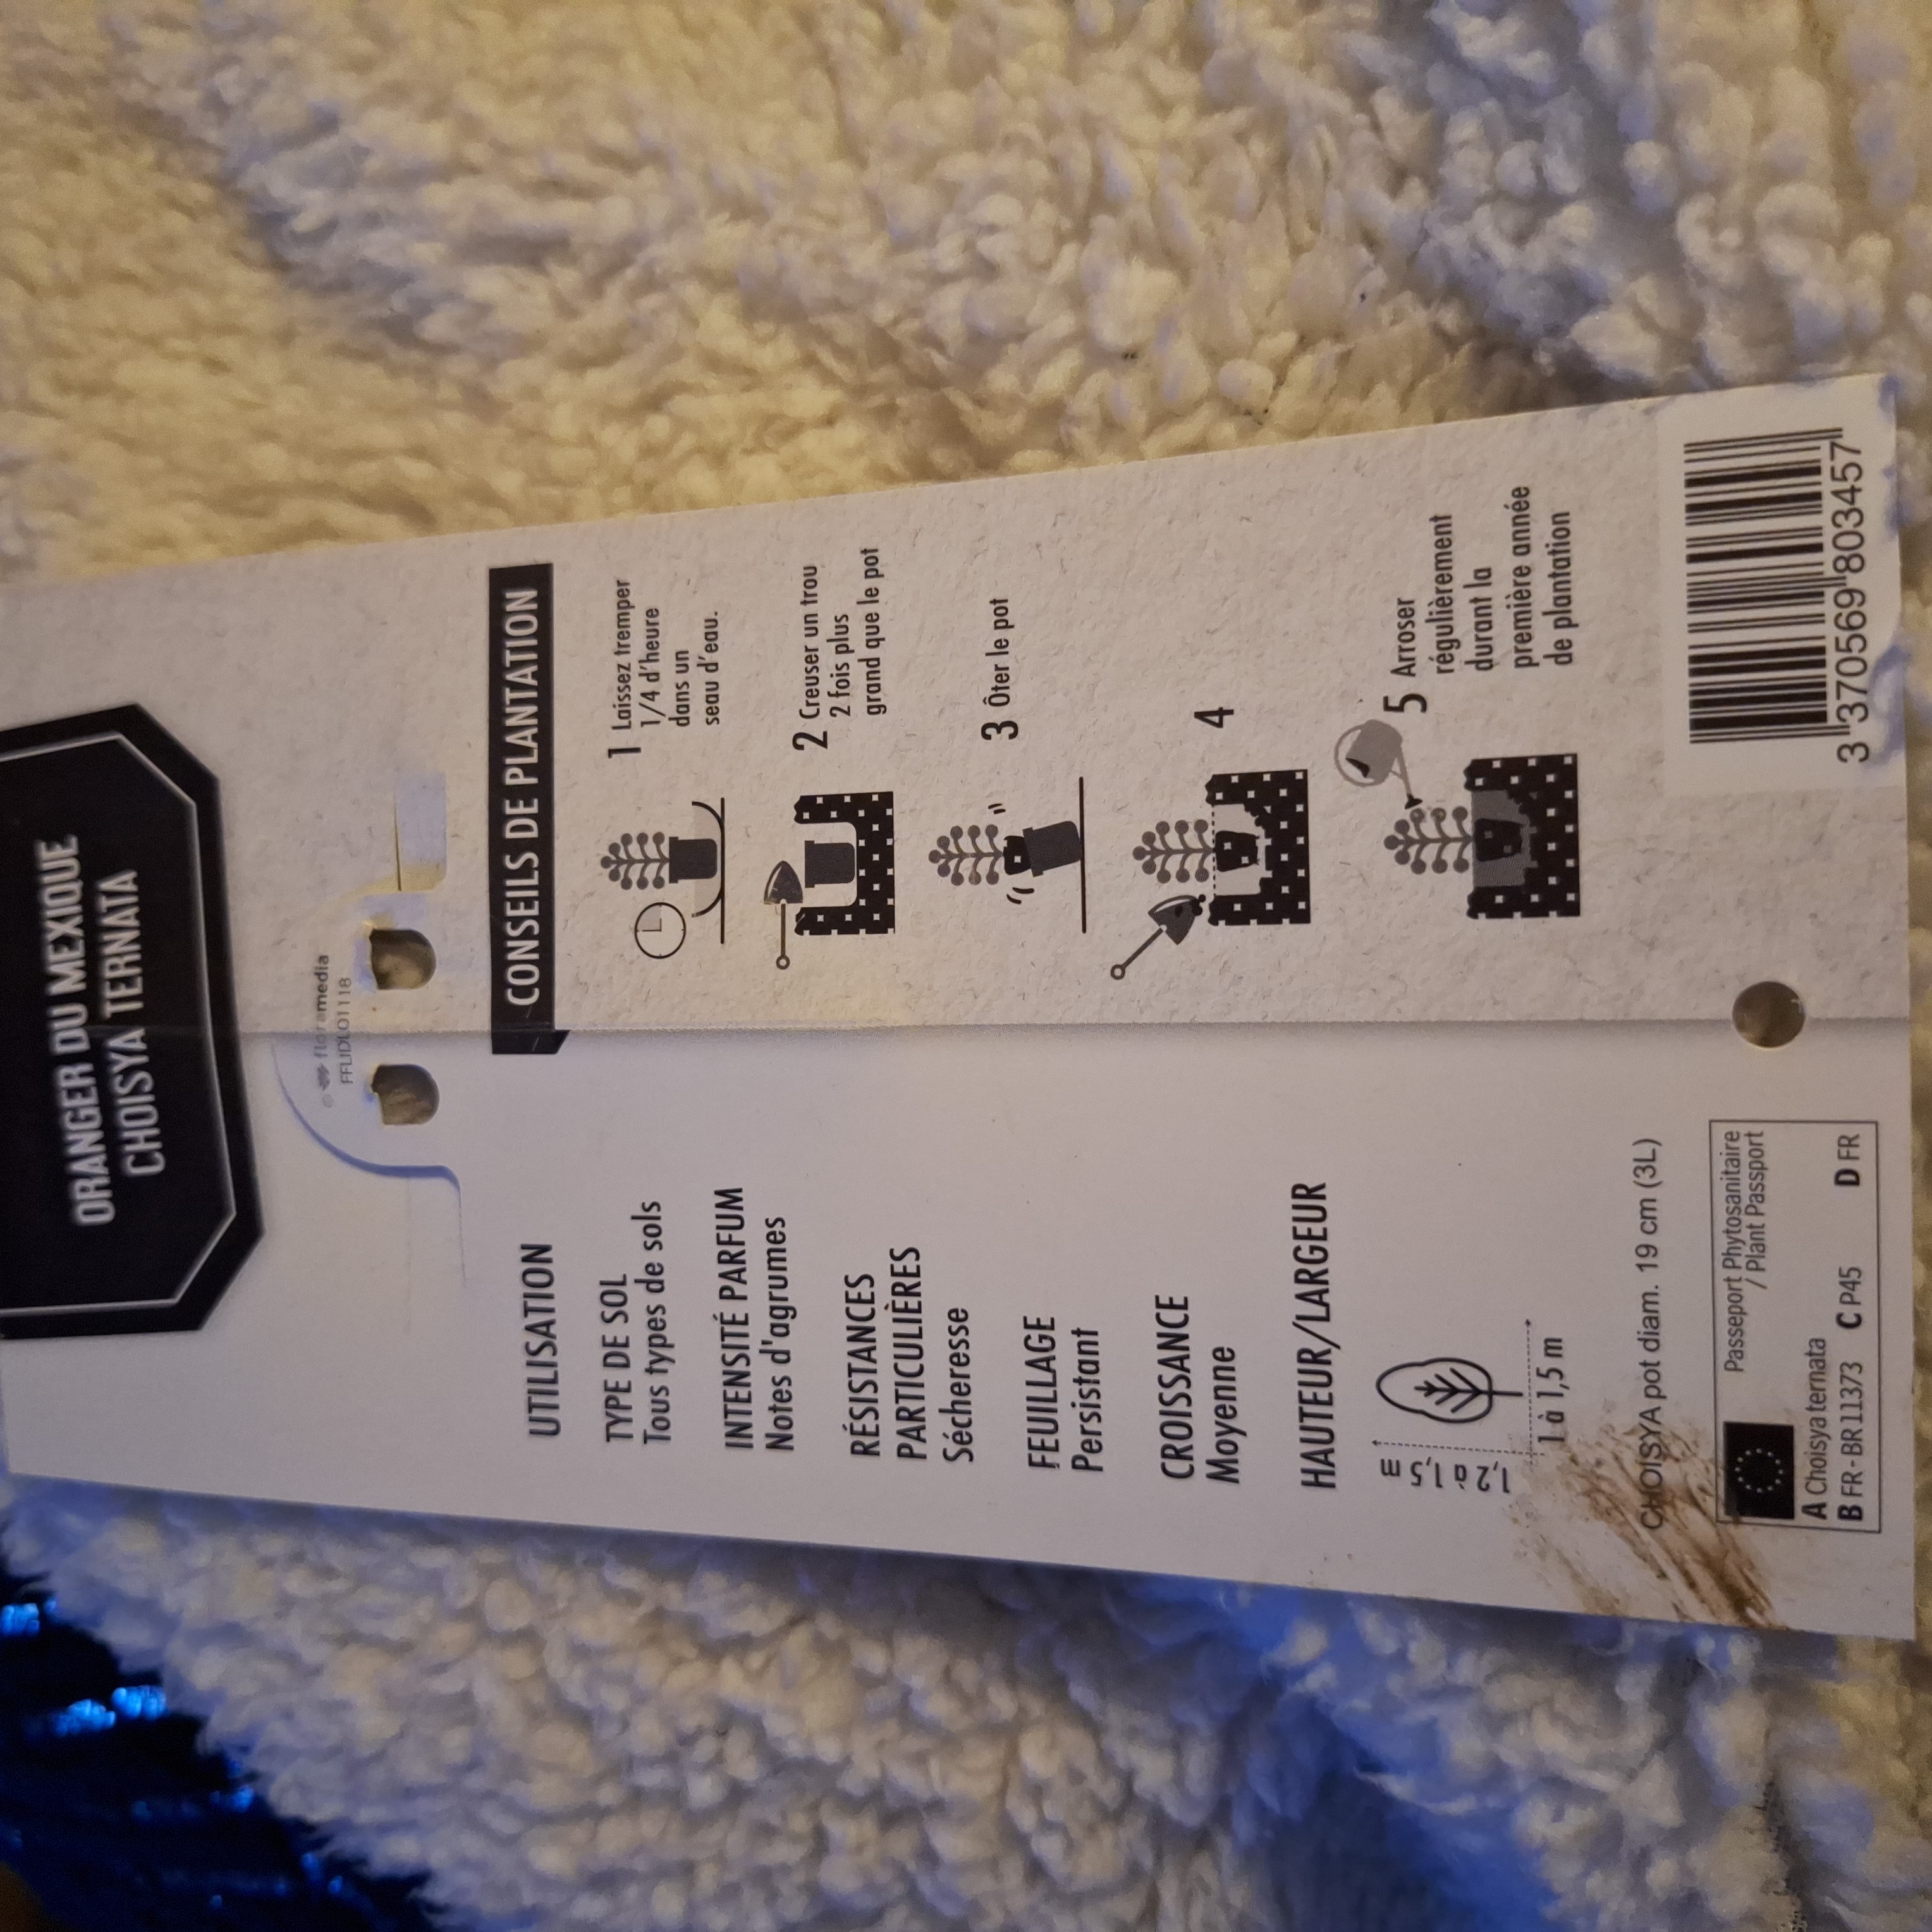 ORANGER DU MEXIQUE
CHOISYA TERNATA
floramedia
FFLIDLO1118
UTILISATION
TYPE DE SOL
Tous types de sols
INTENSITÉ PARFUM
Notes d'agrumes
RÉSISTANCES
PARTICULIÈRES
Sécheresse
FEUILLAGE
Persistant
CROISSANCE
Moyenne
HAUTEUR/LARGEUR
1,2 à 1,5 m
1 à 1,5 m
CHOISYA pot diam. 19 cm (3L)
Passeport Phytosanitaire
/ Plant Passport
A Choisya ternata
B FR-BR11373 C P45 D FR
CONSEILS DE PLANTATION
1 Laissez tremper
1/4 d'heure
dans un
seau d'eau.
2 Creuser un trou
2 fois plus
grand que le pot
3 Ôter le pot
4
5 Arroser
régulièrement
durant la
première année
de plantation
3 370569 803457